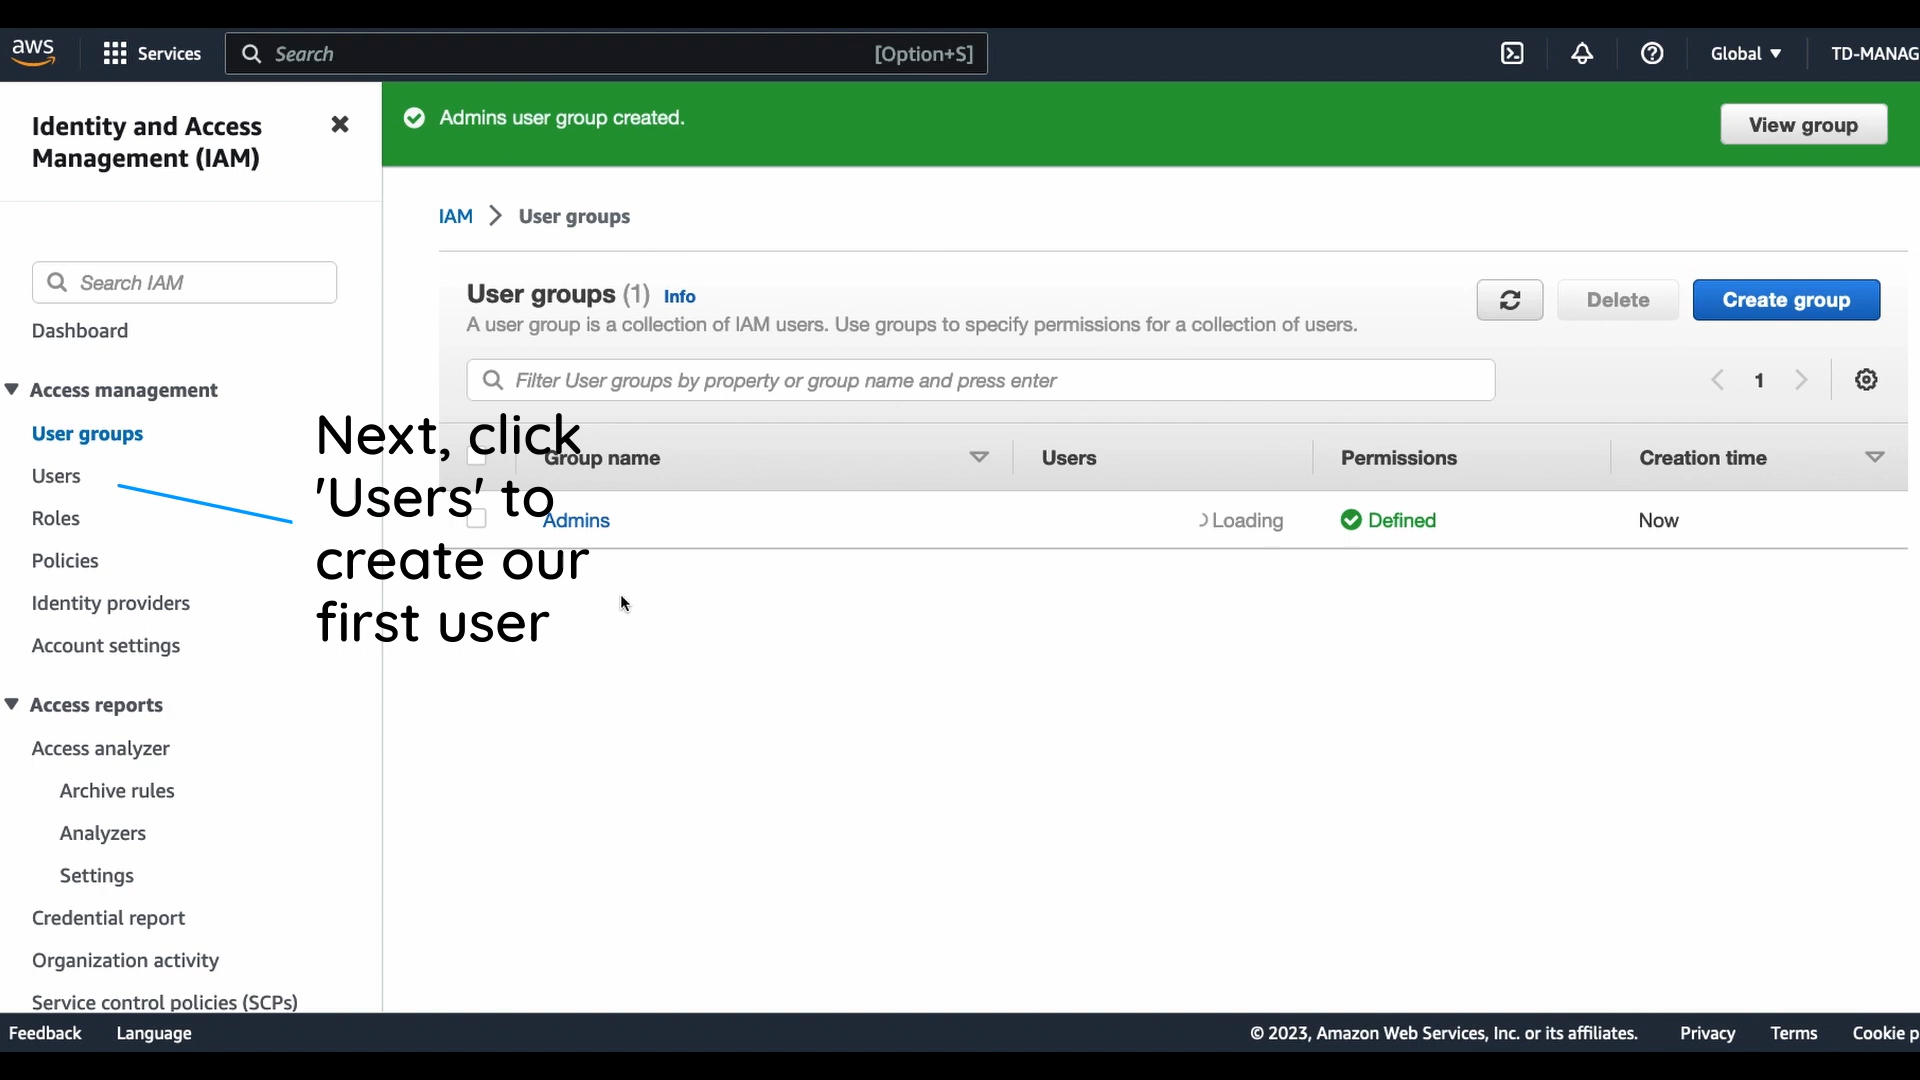 aws
Services
Search
[Option+S]
Global
TD-MANAG
Identity and Access
Management (IAM)
Admins user group created.
View group
IAM
User groups
Search IAM
User groups (1) Info
A user group is a collection of IAM users. Use groups to specify permissions for a collection of users.
Delete
Create group
Filter User groups by property or group name and press enter
1
Dashboard
Access management
User groups
Users
Roles
Policies
Identity providers
Account settings
Access reports
Access analyzer
Archive rules
Analyzers
Settings
Credential report
Organization activity
Service control policies (SCPs)
Next, click
'Users' to
create our
first user
Group name
Users
Permissions
Creation time
Admins
Loading
Defined
Now
Feedback
Language
© 2023, Amazon Web Services, Inc. or its affiliates.
Privacy
Terms
Cookie p